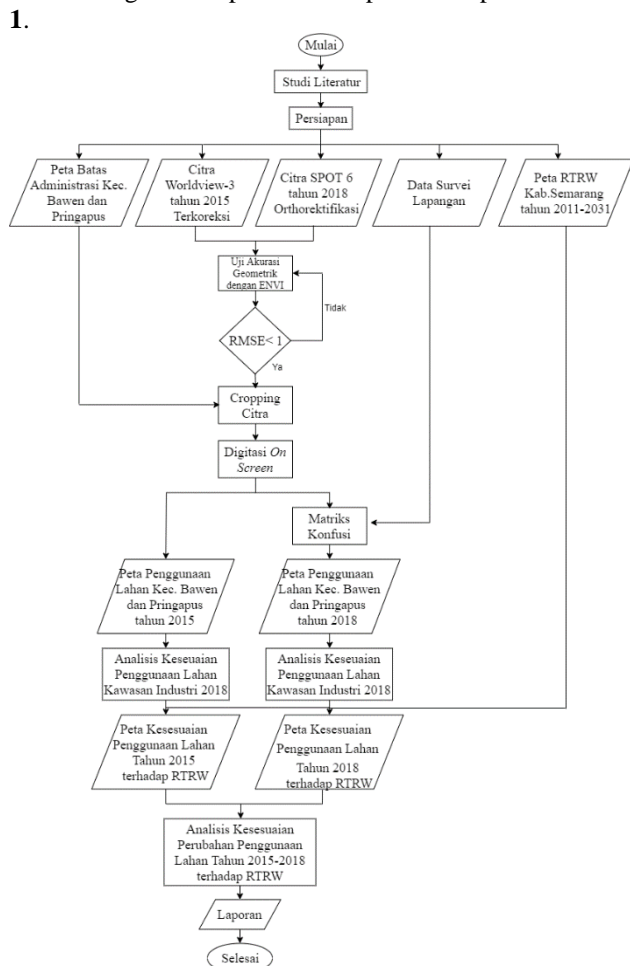 1.
Mulai
Studi Literatur
Persiapan
Peta Batas
Administrasi Kec.
Bawen dan
Pringapus
Citra
Worldview-3
tahun 2015
Terkoreksi
Citra SPOT 6
tahun 2018
Orthorektifikasi
Data Survei
Lapangan
Peta RTRW
Kab.Semarang
tahun 2011-2031
Uji Akurasi
Geometrik
dengan ENVI
Tidak
RMSE< 1
Ya
Cropping
Citra
Digitasi On
Screen
Matriks
Konfusi
Peta Penggunaan
Lahan Kec. Bawen
dan Pringapus
tahun 2015
Peta Penggunaan
Lahan Kec. Bawen
dan Pringapus
tahun 2018
Analisis Keseuaian
Penggunaan Lahan
Kawasan Industri 2018
Analisis Keseuaian
Penggunaan Lahan
Kawasan Industri 2018
Peta Kesesuaian
Penggunaan Lahan
Tahun 2015
terhadap RTRW
Peta Kesesuaian
Penggunaan Lahan
Tahun 2018
terhadap RTRW
Analisis Kesesuaian
Perubahan Penggunaan
Lahan Tahun 2015-2018
terhadap RTRW
Laporan
Selesai